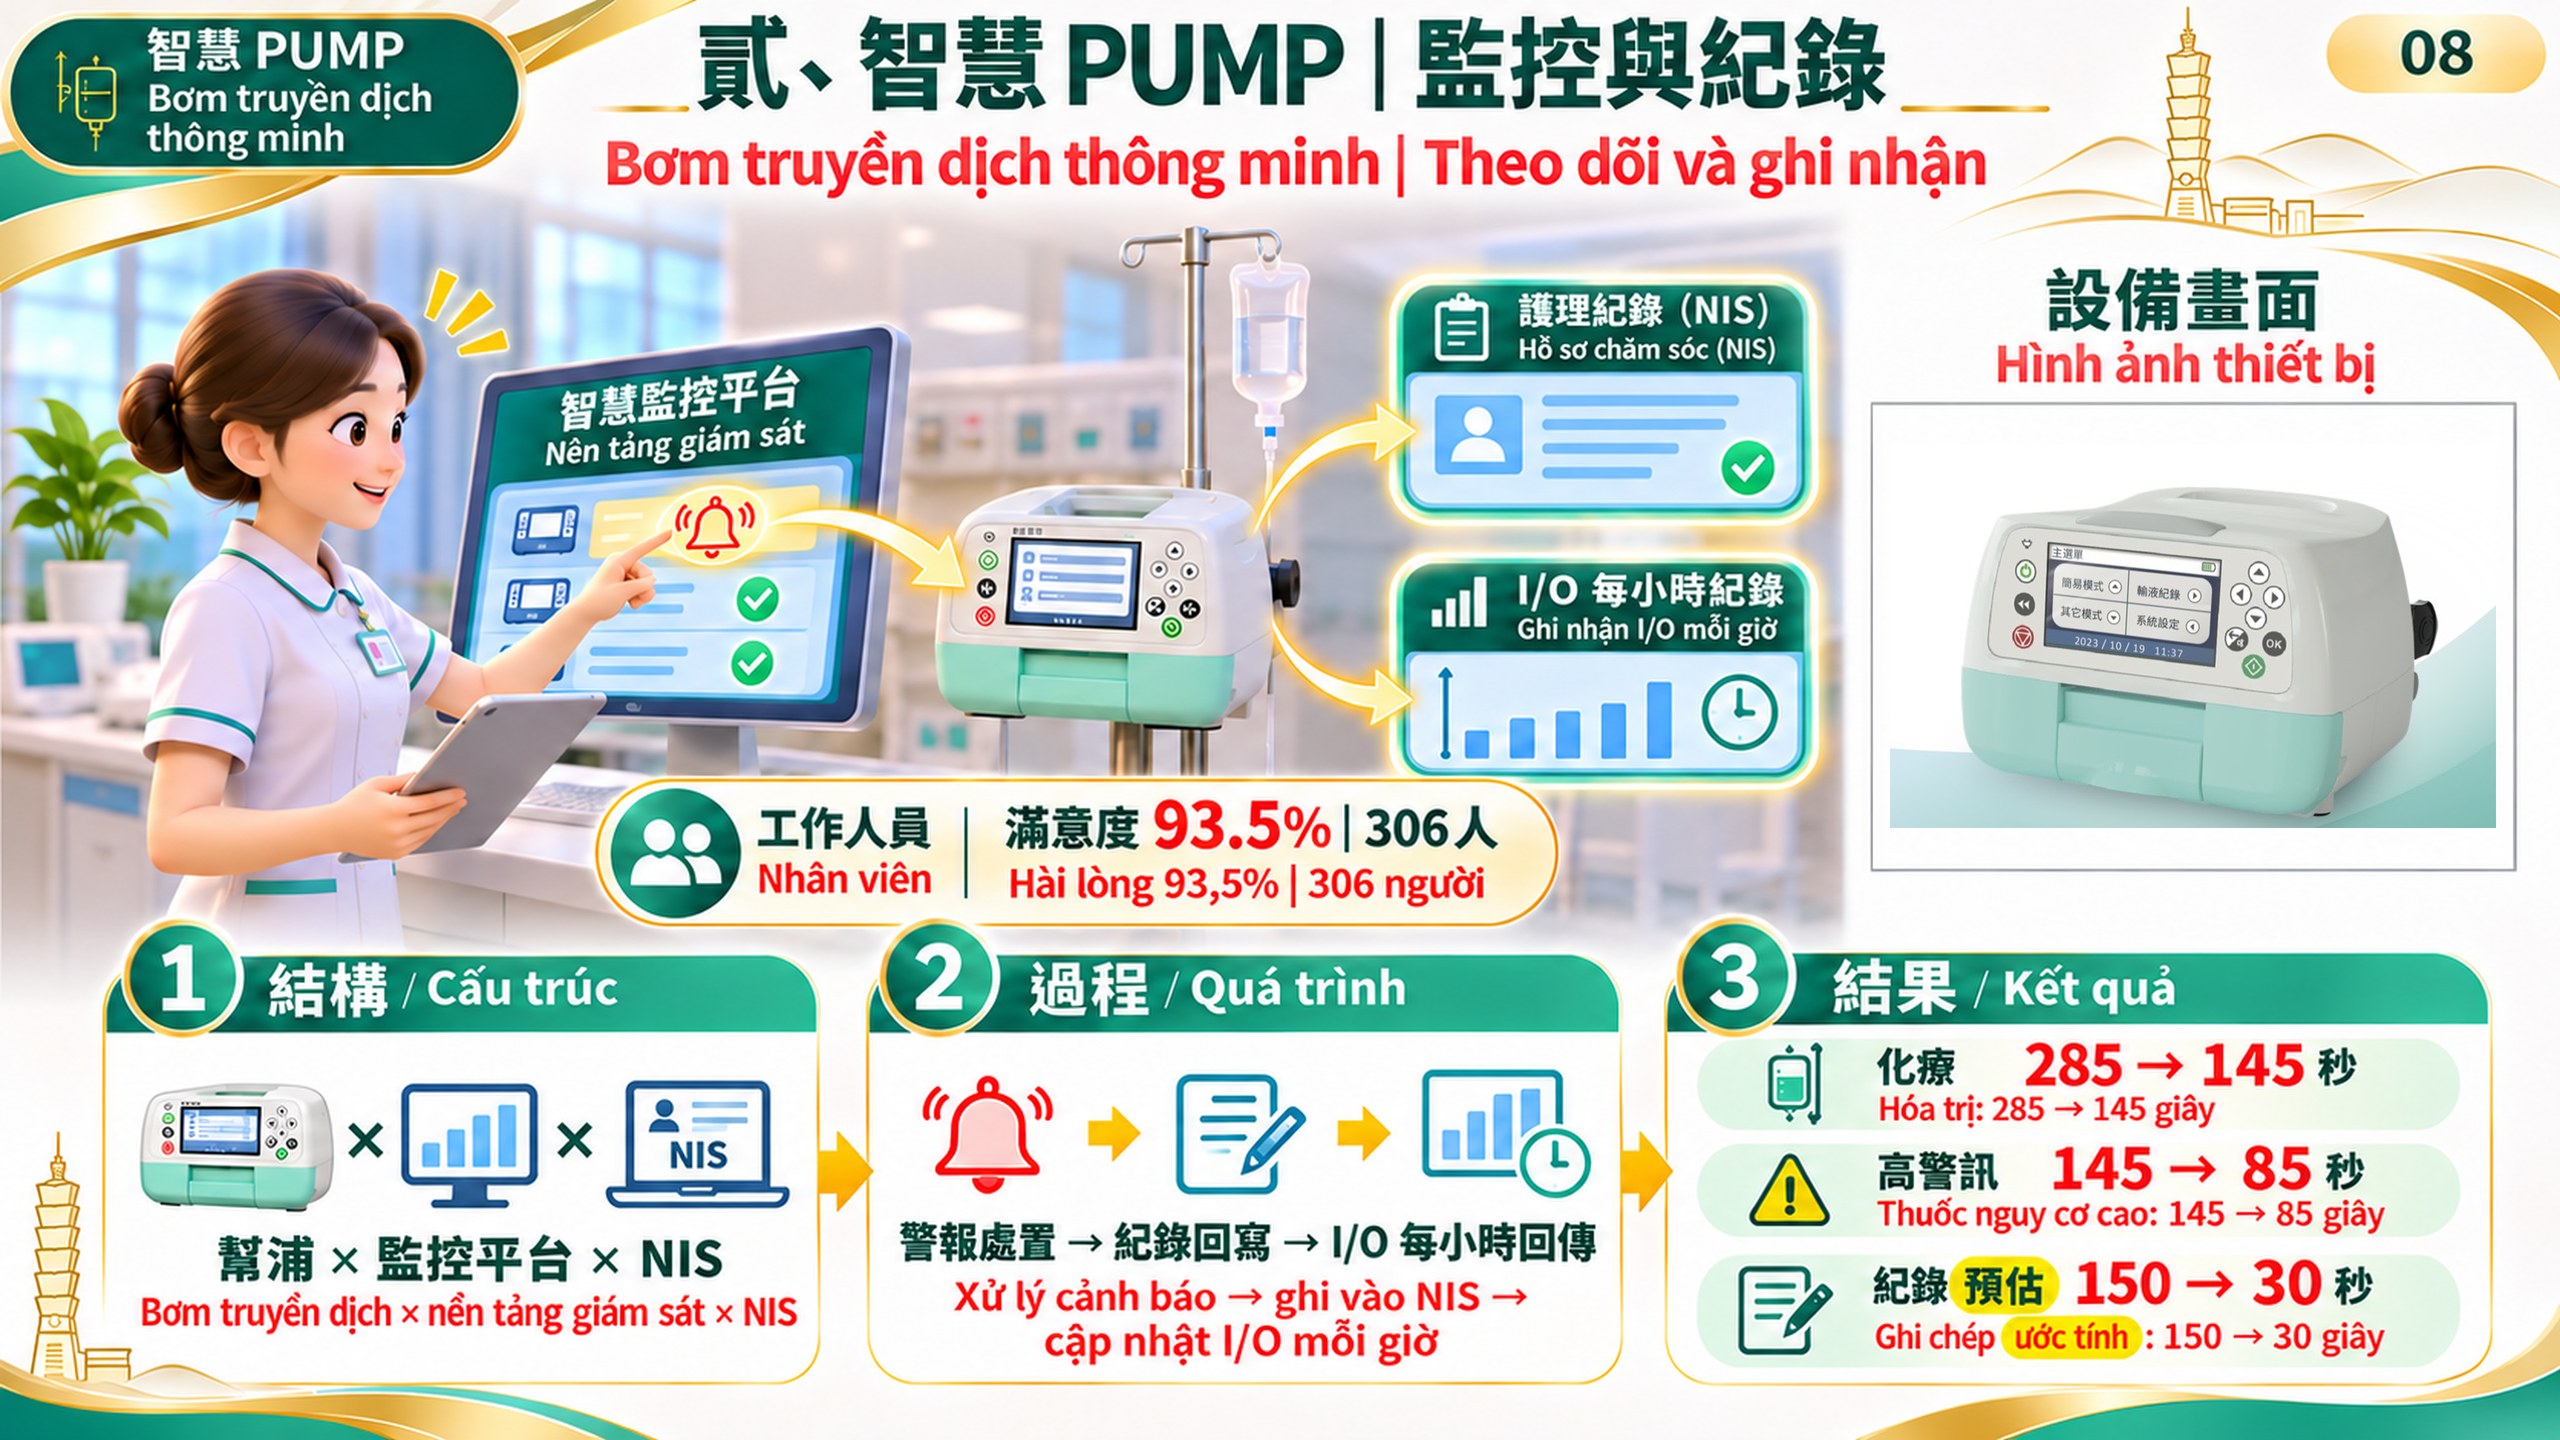 智慧 PUMP
Bơm truyền dịch
thông minh
貳、智慧 PUMP | 監控與紀錄
Bơm truyền dịch thông minh | Theo dõi và ghi nhận
08
智慧監控平台
Nên tảng giám sát
護理紀錄（NIS）
Hồ sơ chăm sóc (NIS)
I/O 每小時紀錄
Ghi nhận I/O mỗi giờ
設備畫面
Hình ảnh thiết bị
主選單
簡易模式
輸液紀錄
其它模式
系統設定
2023 / 10 / 19 11:37
OK
工作人員
Nhân viên
滿意度 93.5% | 306人
Hài lòng 93,5% | 306 người
1 結構 / Cấu trúc
NIS
幫浦 × 監控平台 × NIS
Bơm truyền dịch × nền tảng giám sát × NIS
2 過程 / Quá trình
警報處置 → 紀錄回寫 → I/O 每小時回傳
Xử lý cảnh báo → ghi vào NIS →
cập nhật I/O mỗi giờ
3 結果 / Kết quả
化療 285 → 145 秒
Hóa trị: 285 → 145 giây
高警訊 145 → 85 秒
Thuốc nguy cơ cao: 145 → 85 giây
紀錄 預估 150 → 30 秒
Ghi chép ước tính : 150 → 30 giây